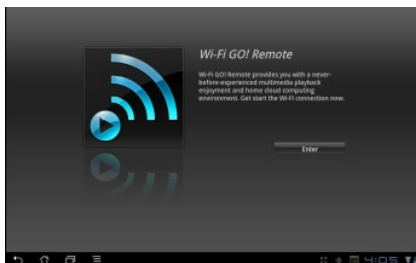 Wi-Fi GO! Remote
Wi-Fi GO! Remote provides you with a never-
before-experienced multimedia playback
enjoyment and home cloud computing
environment. Get start the Wi-Fi connection now.
Enter
4:05